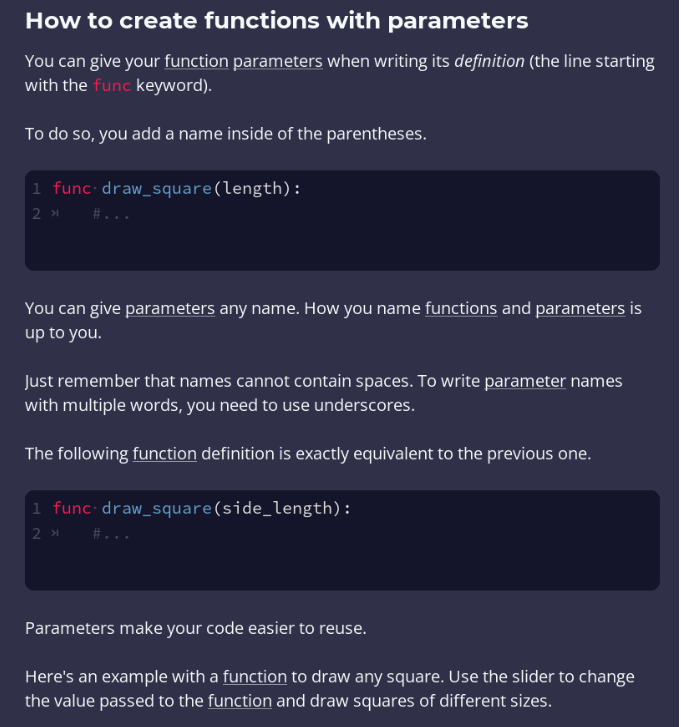 How to create functions with parameters
You can give your function parameters when writing its definition (the line starting
with the func keyword).
To do so, you add a name inside of the parentheses.
1 func draw_square(length):
2 #...
You can give parameters any name. How you name functions and parameters is
up to you.
Just remember that names cannot contain spaces. To write parameter names
with multiple words, you need to use underscores.
The following function definition is exactly equivalent to the previous one.
1 func draw_square(side_length):
2 #...
Parameters make your code easier to reuse.
Here's an example with a function to draw any square. Use the slider to change
the value passed to the function and draw squares of different sizes.